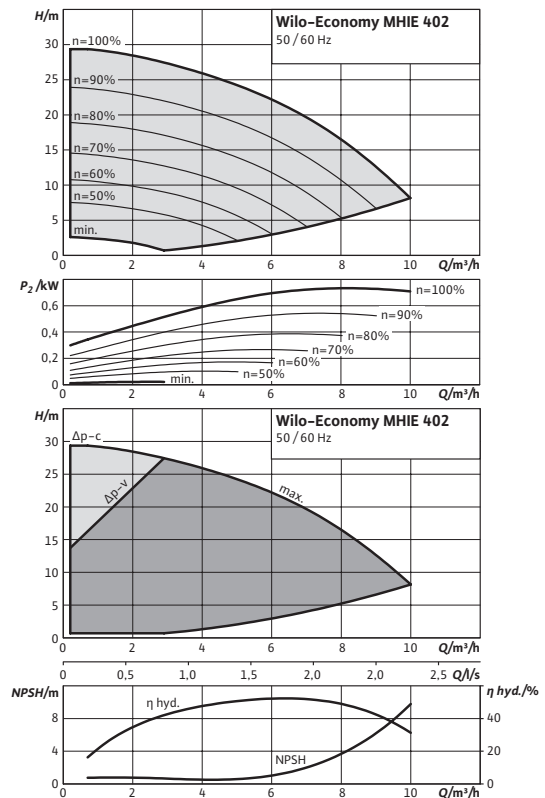 H/m
Wilo-Economy MHIE 402
50 / 60 Hz
30
n=100%
25
n=90%
20
n=80%
15
n=70%
10
n=60%
n=50%
5
min.
0
0 2 4 6 8 10 Q/m³/h
P₂ /kW
0,6
0,4
0,2
0
n=100%
n=90%
n=80%
n=70%
n=60%
n=50%
min.
0 2 4 6 8 10 Q/m³/h
H/m
Wilo-Economy MHIE 402
50 / 60 Hz
30
Δp-c
25
Δp-v
max.
20
15
10
5
0
0 2 4 6 8 10 Q/m³/h
0 0,5 1,0 1,5 2,0 2,0 2,5 Q/l/s
NPSH/m
η hyd./%
η hyd.
8 40
4 20
NPSH
0 0
0 2 4 6 8 10 Q/m³/h